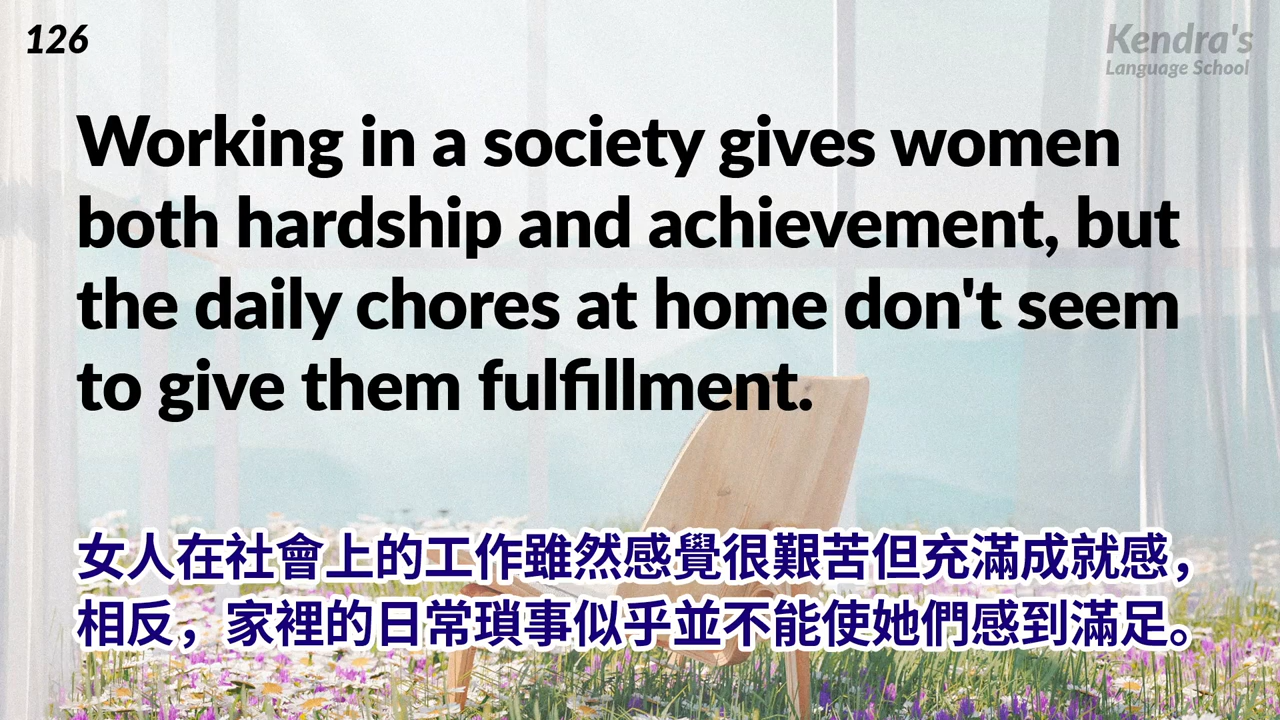 126
Kendra's
Language School
Working in a society gives women
both hardship and achievement, but
the daily chores at home don't seem
to give them fulfillment.
女人在社會上的工作雖然感覺很艱苦但充滿成就感，
相反，家裡的日常瑣事似乎並不能使她們感到滿足。